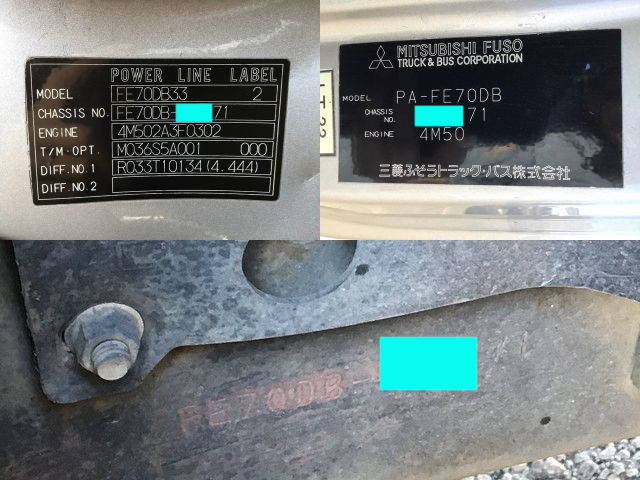 POWER LINE LABEL
MODEL FE70DB33 2
CHASSIS NO. FE70DB- 71
ENGINE 4M502A3F0302
T/M・OPT. M036S5A001 000
DIFF.NO.1 R033T10134(4.444)
DIFF.NO.2
MITSUBISHI FUSO
TRUCK & BUS CORPORATION
MODEL PA-FE70DB
CHASSIS NO. 71
ENGINE 4M50
三菱ふそうトラック・バス株式会社
FE70DB-